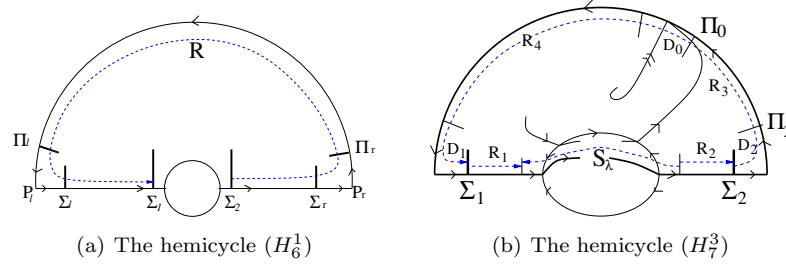 R
Π_l
Π_r
P_l
Σ_l
Σ_l
Σ_2
Σ_r
P_r
(a) The hemicycle (H_6^1)
Π_0
D_0
R_4
R_3
D_1
R_1
S_λ
R_2
D_2
Σ_1
Σ_2
(b) The hemicycle (H_7^3)